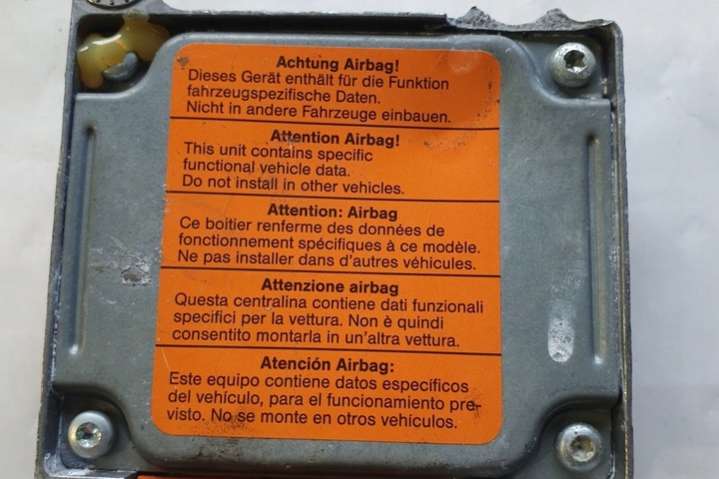 Achtung Airbag!
Dieses Gerät enthält für die Funktion
fahrzeugspezifische Daten.
Nicht in andere Fahrzeuge einbauen.
Attention Airbag!
This unit contains specific
functional vehicle data.
Do not install in other vehicles.
Attention: Airbag
Ce boitier renferme des données de
fonctionnement spécifiques à ce modèle.
Ne pas installer dans d'autres véhicules.
Attenzione airbag
Questa centralina contiene dati funzionali
specifici per la vettura. Non è quindi
consentito montarla in un'altra vettura.
Atención Airbag:
Este equipo contiene datos específicos
del vehículo, para el funcionamiento pre-
visto. No se monte en otros vehículos.